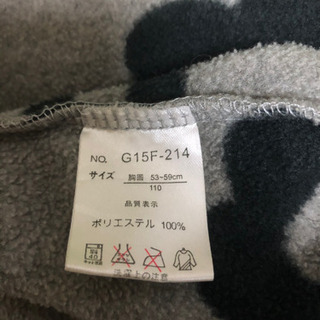 NO. G15F-214
サイズ 胸囲 53~59cm
110
品質表示
ポリエステル 100%
40
洗濯上の注意